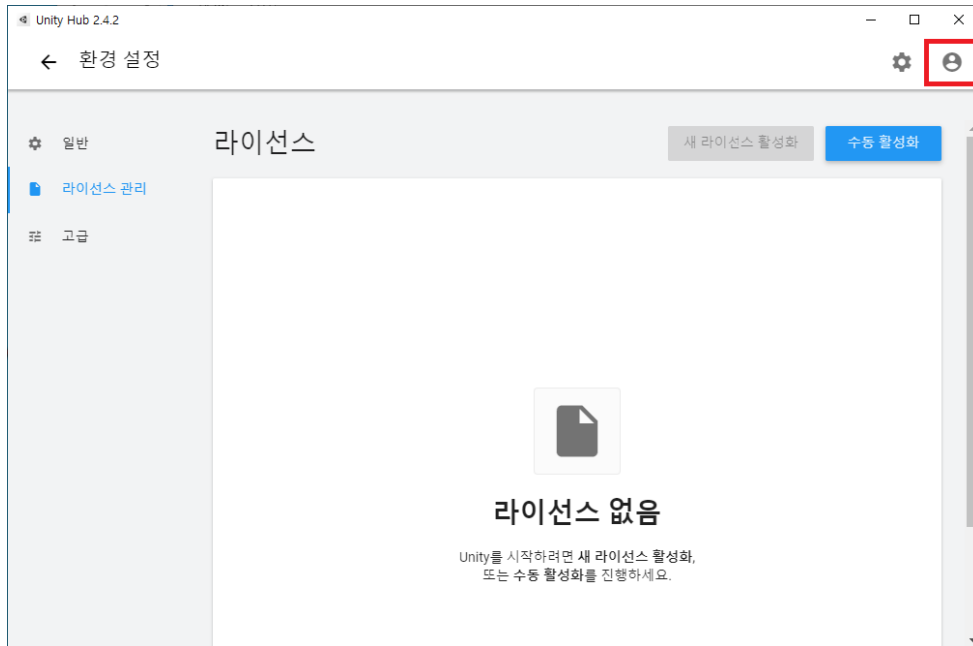 Unity Hub 2.4.2
환경 설정
일반
라이선스 관리
고급
라이선스
새 라이선스 활성화
수동 활성화
라이선스 없음
Unity를 시작하려면 새 라이선스 활성화,
또는 수동 활성화를 진행하세요.